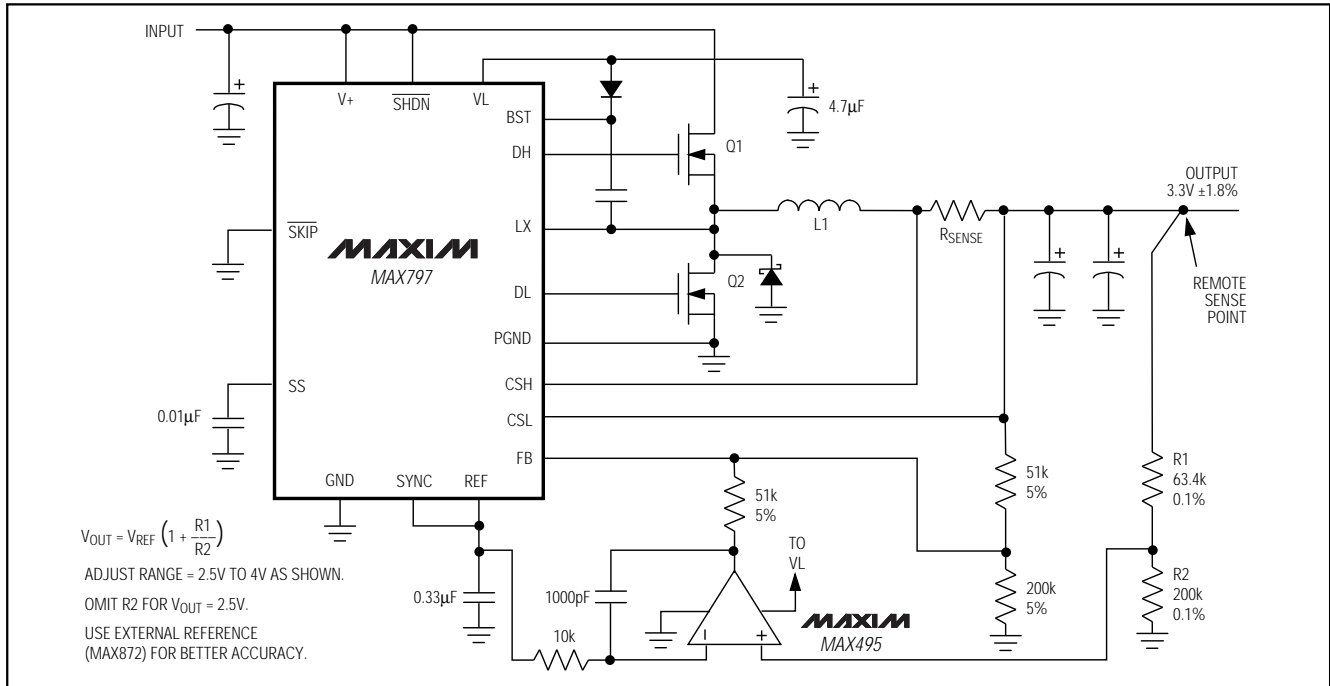 INPUT
+
V+
SHDN
VL
+
4.7µF
BST
DH
Q1
OUTPUT
3.3V ±1.8%
SKIP
LX
L1
RSENSE
MAXIM
MAX797
DL
Q2
+
+
REMOTE
SENSE
POINT
PGND
SS
CSH
0.01µF
CSL
FB
GND
SYNC
REF
51k
5%
51k
5%
R1
63.4k
0.1%
VOUT = VREF (1 + R1/R2)
ADJUST RANGE = 2.5V TO 4V AS SHOWN.
OMIT R2 FOR VOUT = 2.5V.
USE EXTERNAL REFERENCE
(MAX872) FOR BETTER ACCURACY.
0.33µF
1000pF
TO
VL
10k
I
+
MAXIM
MAX495
200k
5%
R2
200k
0.1%